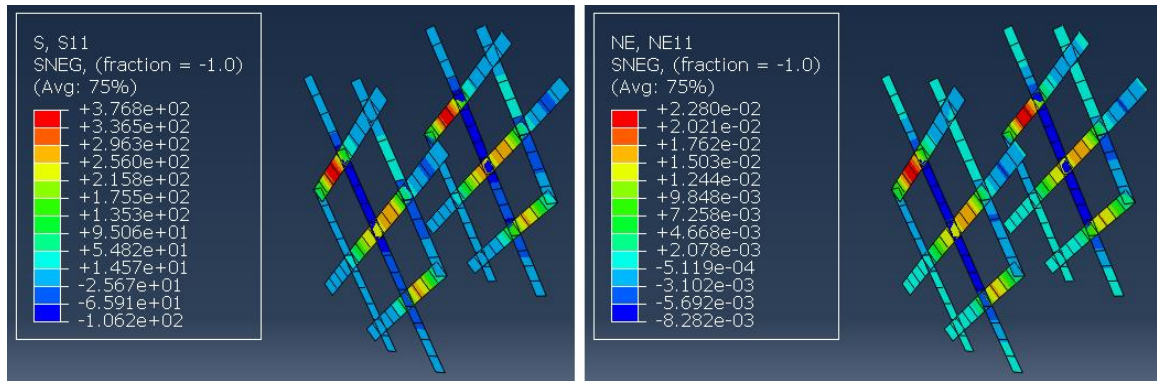 S, S11
SNEG, (fraction = -1.0)
(Avg: 75%)
+3.768e+02
+3.365e+02
+2.963e+02
+2.560e+02
+2.158e+02
+1.755e+02
+1.353e+02
+9.506e+01
+5.482e+01
+1.457e+01
-2.567e+01
-6.591e+01
-1.062e+02
NE, NE11
SNEG, (fraction = -1.0)
(Avg: 75%)
+2.280e-02
+2.021e-02
+1.762e-02
+1.503e-02
+1.244e-02
+9.848e-03
+7.258e-03
+4.668e-03
+2.078e-03
-5.119e-04
-3.102e-03
-5.692e-03
-8.282e-03